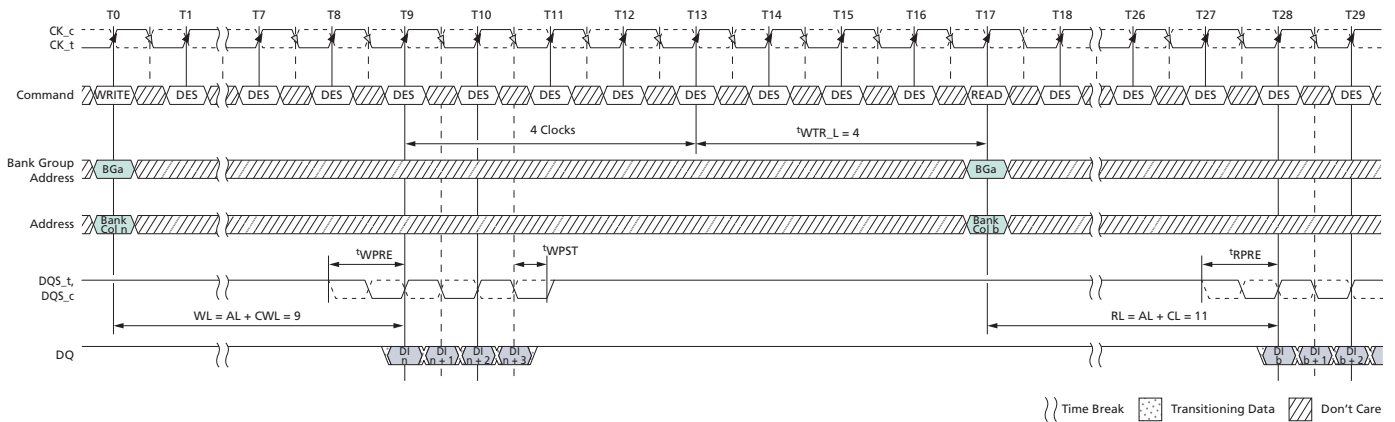 T0 T1 T7 T8 T9 T10 T11 T12 T13 T14 T15 T16 T17 T18 T26 T27 T28 T29
CK_c
CK_t
Command WRITE DES DES DES DES DES DES DES DES DES DES DES READ DES DES DES DES DES
4 Clocks tWTR_L = 4
Bank Group
Address BGa BGa
Address Bank
Col n Bank
Col b
tWPRE tWPST tRPRE
DQS_t,
DQS_c
WL = AL + CWL = 9 RL = AL + CL = 11
DQ DI
n DI
n + 1 DI
n + 2 DI
n + 3 DI
b DI
b + 1 DI
b + 2
Time Break Transitioning Data Don't Care